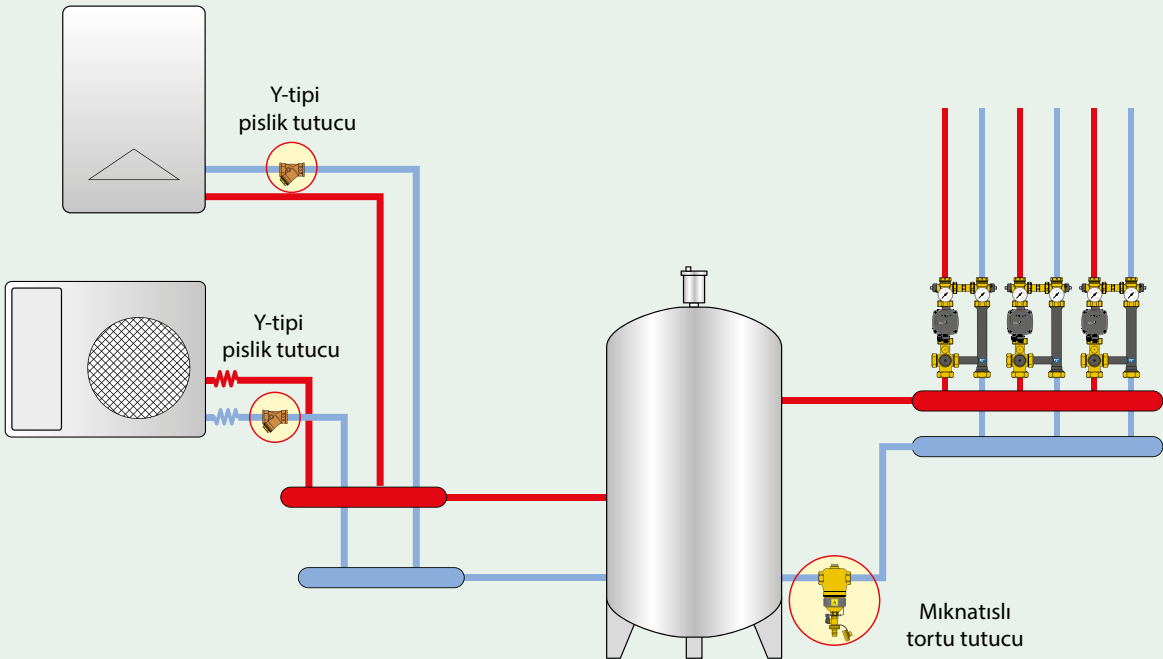 Y-tipi
pislik tutucu
Y-tipi
pislik tutucu
Mıknatıslı
tortu tutucu